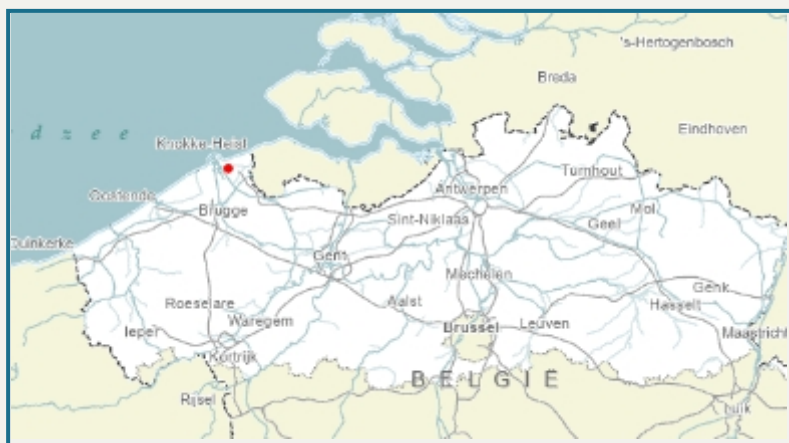 's-Hertogenbosch
Breda
d z e e
Eindhoven
Knokke-Heist
Turnhout
Antwerpen
Oostende
Mol
Brugge
Sint-Niklaas
Geel
Duinkerke
Gent
Mechelen
Genk
Roeselare
Aalst
Hasselt
Waregem
Ieper
Brussel
Leuven
Maastricht
Kortrijk
BELGIË
Rijsel
Luik